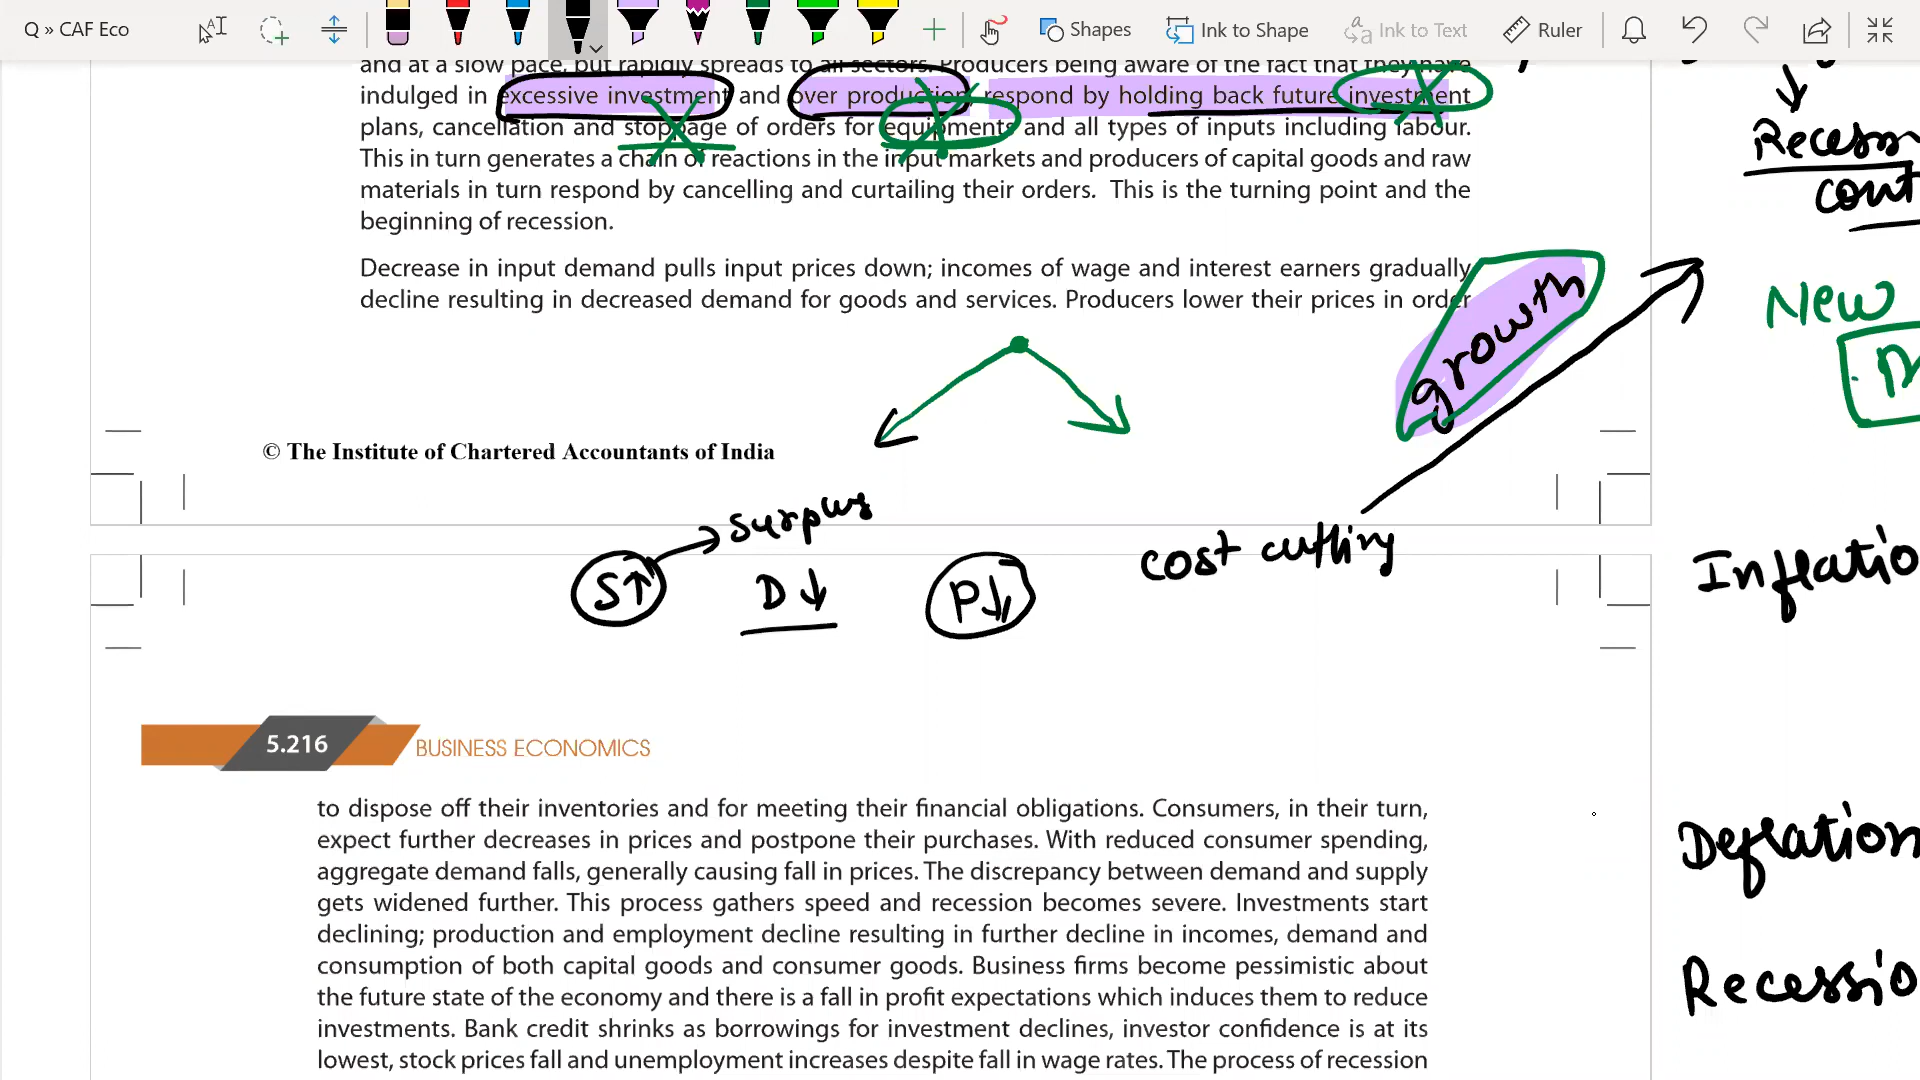 Q » CAF Eco
Shapes
Ink to Shape
Ink to Text
Ruler
and at a slow pace, but rapidly spreads to all sectors. Producers being aware of the fact that they have
indulged in excessive investment and over production, respond by holding back future investment
plans, cancellation and stoppage of orders for equipments and all types of inputs including labour.
This in turn generates a chain of reactions in the input markets and producers of capital goods and raw
materials in turn respond by cancelling and curtailing their orders. This is the turning point and the
beginning of recession.
Recess
cont
Decrease in input demand pulls input prices down; incomes of wage and interest earners gradually
decline resulting in decreased demand for goods and services. Producers lower their prices in order
growth
New
© The Institute of Chartered Accountants of India
surplus
cost cutting
S↑
D↓
P↓
Inflatio
5.216
BUSINESS ECONOMICS
to dispose off their inventories and for meeting their financial obligations. Consumers, in their turn,
expect further decreases in prices and postpone their purchases. With reduced consumer spending,
aggregate demand falls, generally causing fall in prices. The discrepancy between demand and supply
gets widened further. This process gathers speed and recession becomes severe. Investments start
declining; production and employment decline resulting in further decline in incomes, demand and
consumption of both capital goods and consumer goods. Business firms become pessimistic about
the future state of the economy and there is a fall in profit expectations which induces them to reduce
investments. Bank credit shrinks as borrowings for investment declines, investor confidence is at its
lowest, stock prices fall and unemployment increases despite fall in wage rates. The process of recession
Deflation
Recessio